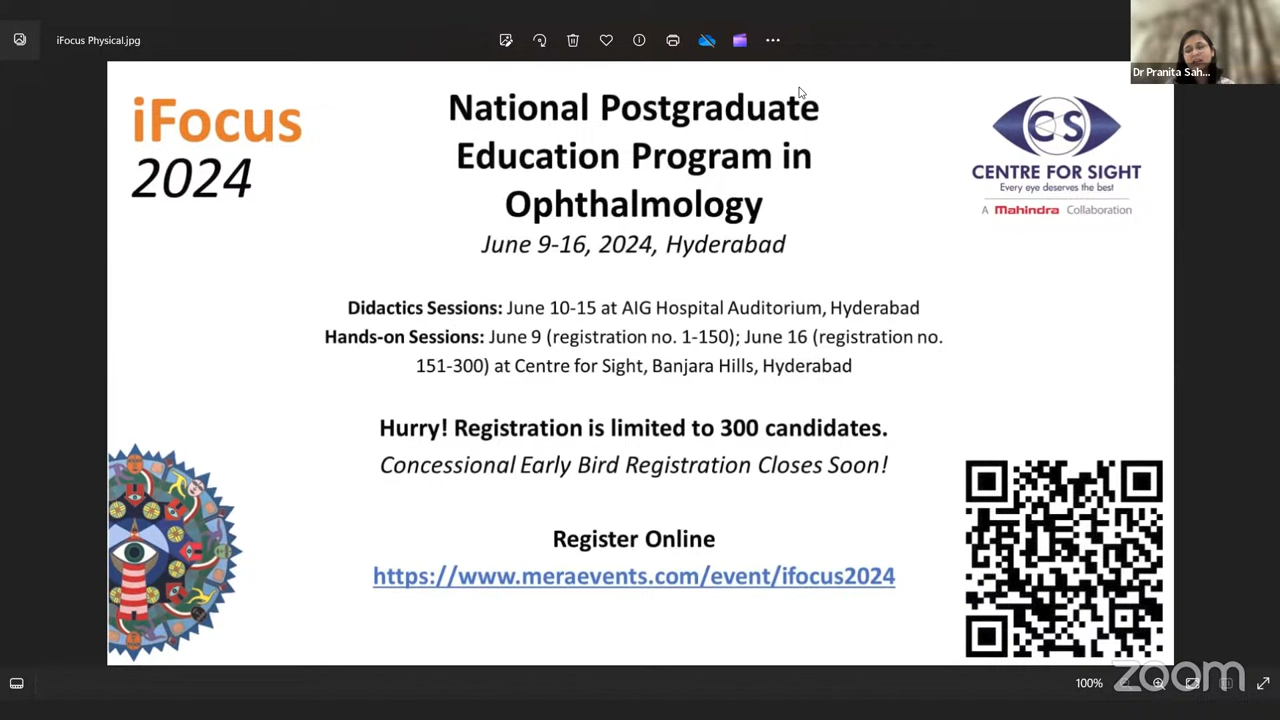 iFocus Physical.jpg
Dr Pranita Sah...
iFocus
2024
National Postgraduate
Education Program in
Ophthalmology
June 9-16, 2024, Hyderabad
CS
CENTRE FOR SIGHT
Every eye deserves the best
A Mahindra Collaboration
Didactics Sessions: June 10-15 at AIG Hospital Auditorium, Hyderabad
Hands-on Sessions: June 9 (registration no. 1-150); June 16 (registration no.
151-300) at Centre for Sight, Banjara Hills, Hyderabad
Hurry! Registration is limited to 300 candidates.
Concessional Early Bird Registration Closes Soon!
Register Online
https://www.meraevents.com/event/ifocus2024
100%
zoom